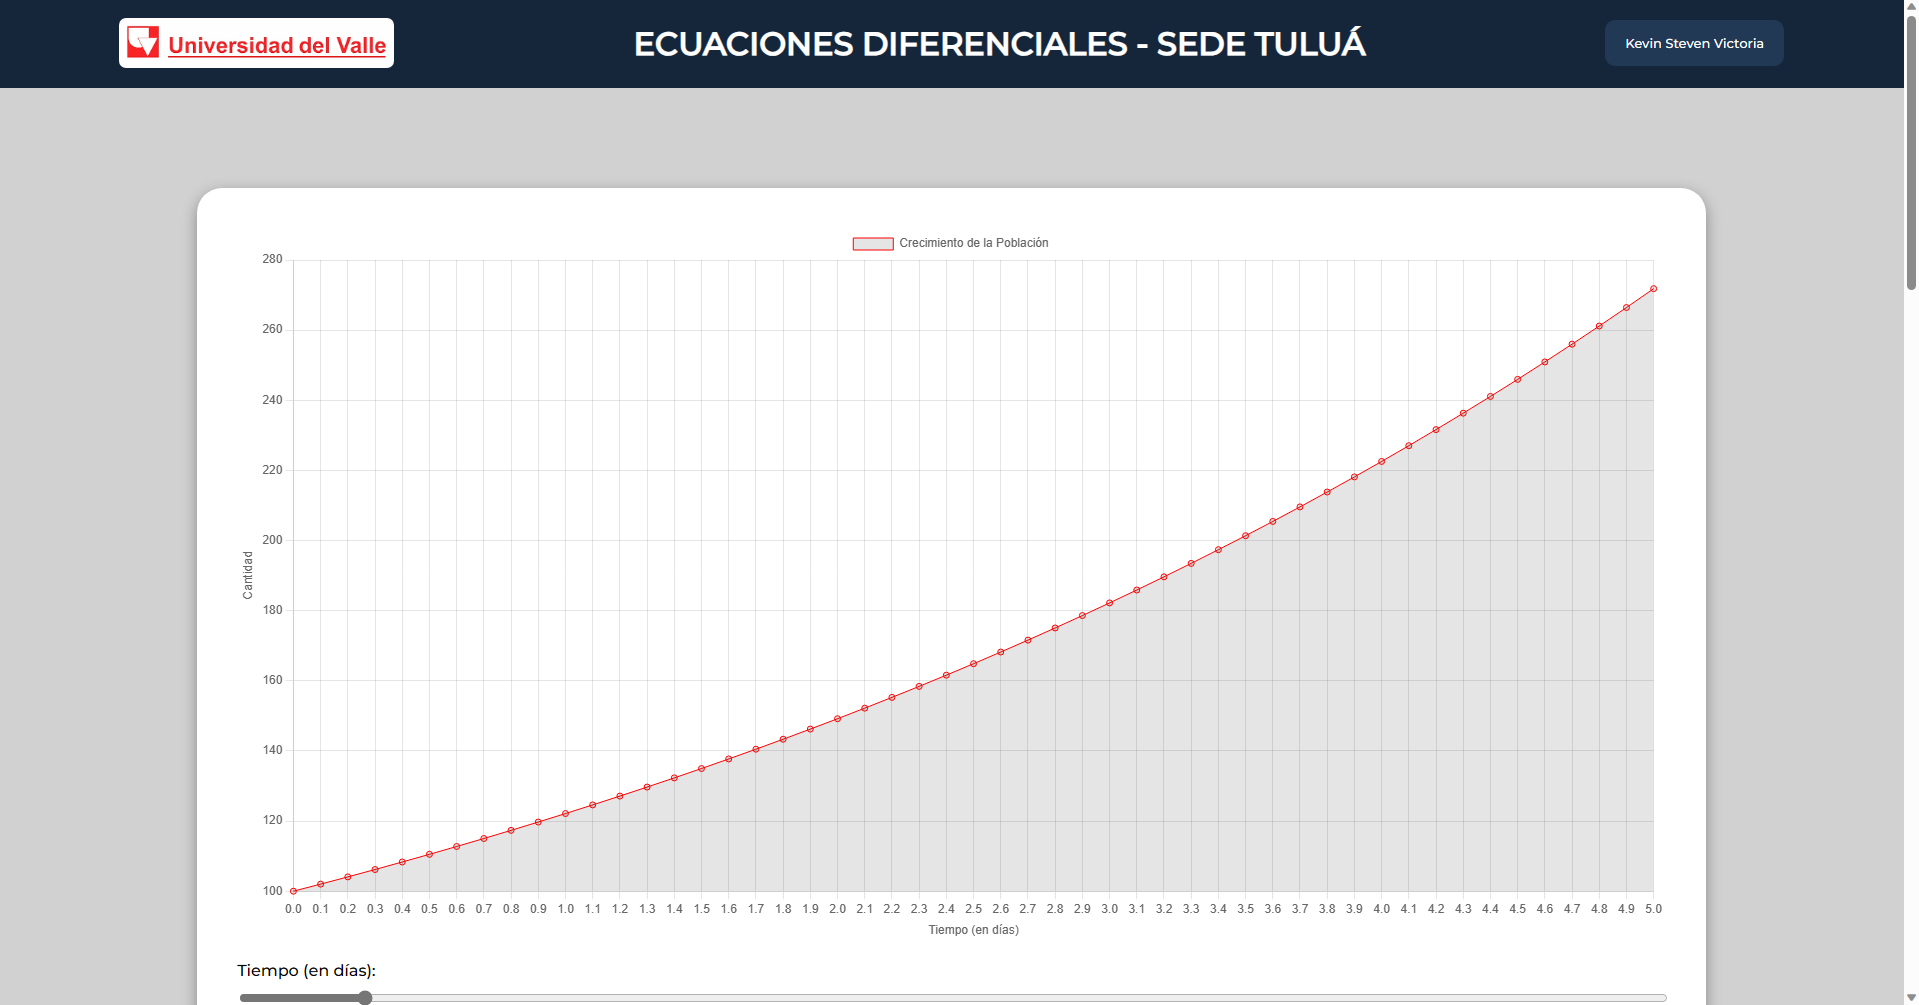 Universidad del Valle
ECUACIONES DIFERENCIALES - SEDE TULUÁ
Kevin Steven Victoria
Crecimiento de la Población
280
260
240
220
200
180
160
140
120
100
Cantidad
0.0 0.1 0.2 0.3 0.4 0.5 0.6 0.7 0.8 0.9 1.0 1.1 1.2 1.3 1.4 1.5 1.6 1.7 1.8 1.9 2.0 2.1 2.2 2.3 2.4 2.5 2.6 2.7 2.8 2.9 3.0 3.1 3.2 3.3 3.4 3.5 3.6 3.7 3.8 3.9 4.0 4.1 4.2 4.3 4.4 4.5 4.6 4.7 4.8 4.9 5.0
Tiempo (en días)
Tiempo (en días):